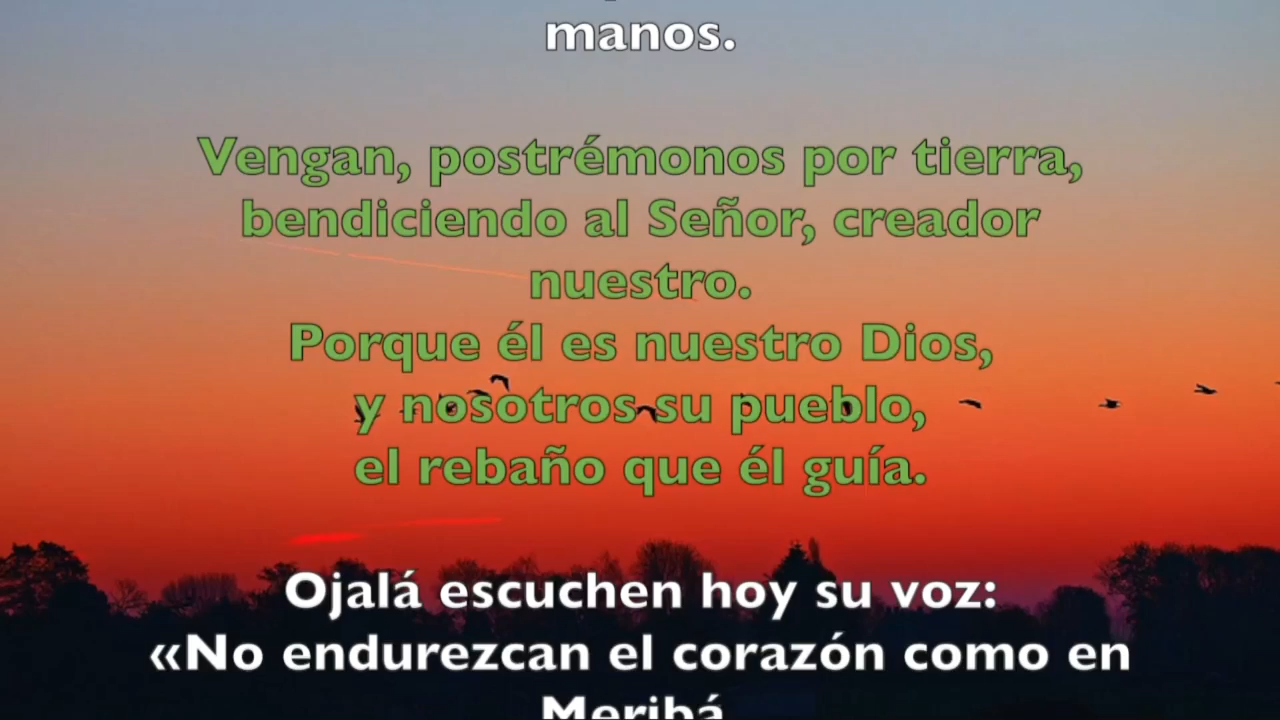 manos.
Vengan, postrémonos por tierra,
bendiciendo al Señor, creador
nuestro.
Porque él es nuestro Dios,
y nosotros su pueblo,
el rebaño que él guía.
Ojalá escuchen hoy su voz:
«No endurezcan el corazón como en
Meribá